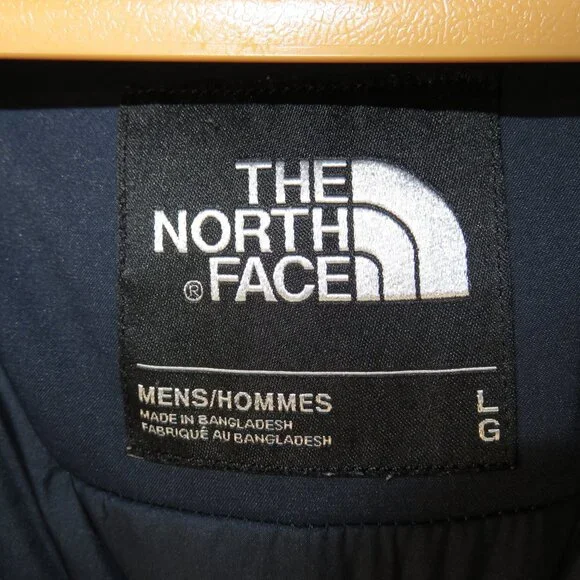 THE
NORTH
® FACE
MENS/HOMMES L
MADE IN BANGLADESH
FABRIQUÉ AU BANGLADESH G